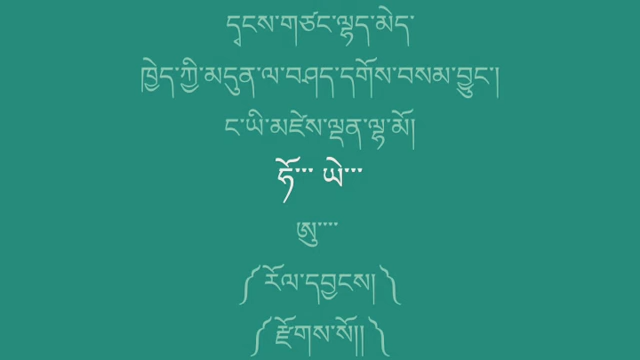 དྭངས་གཙང་ལྷད་མེད་
ཁྱེད་ཀྱི་མདུན་ལ་བཤད་དགོས་བསམ་བྱུང་།
ང་ཡི་མཛེས་ལྡན་ལྷ་མོ།
ཧོ་་་ ཡེ་་་
ཨུ་་་་
༼རོལ་དབྱངས།༽
༼རྫོགས་སོ།།༽